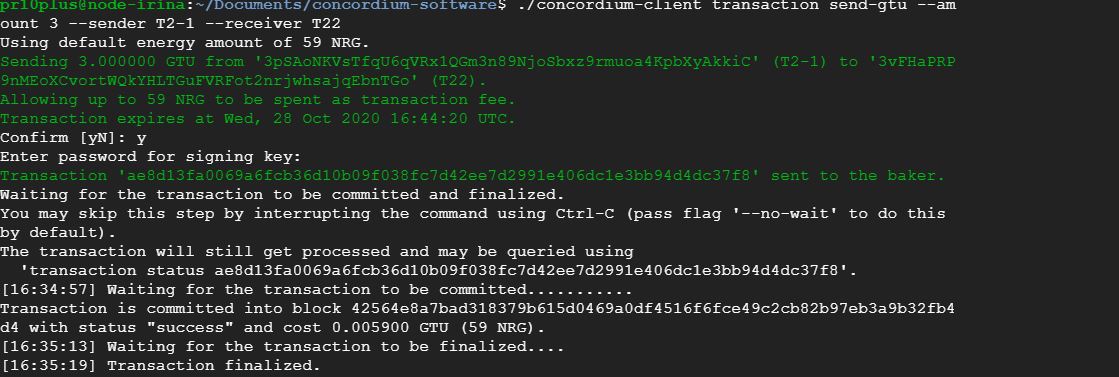 pr10plus@node-irina:~/Documents/concordium-software$ ./concordium-client transaction send-gtu --am
ount 3 --sender T2-1 --receiver T22
Using default energy amount of 59 NRG.
Sending 3.000000 GTU from '3pSAoNKVsTfqU6qVRx1QGm3n89NjoSbxz9rmuoa4KpbXyAkkiC' (T2-1) to '3vFHaPRP
9nMEoXCvortWQkYHLTGuFVRFot2nrjwhsajqEbnTGo' (T22).
Allowing up to 59 NRG to be spent as transaction fee.
Transaction expires at Wed, 28 Oct 2020 16:44:20 UTC.
Confirm [yN]: y
Enter password for signing key:
Transaction 'ae8d13fa0069a6fcb36d10b09f038fc7d42ee7d2991e406dc1e3bb94d4dc37f8' sent to the baker.
Waiting for the transaction to be committed and finalized.
You may skip this step by interrupting the command using Ctrl-C (pass flag '--no-wait' to do this
by default).
The transaction will still get processed and may be queried using
  'transaction status ae8d13fa0069a6fcb36d10b09f038fc7d42ee7d2991e406dc1e3bb94d4dc37f8'.
[16:34:57] Waiting for the transaction to be committed...........
Transaction is committed into block 42564e8a7bad318379b615d0469a0df4516f6fce49c2cb82b97eb3a9b32fb4
d4 with status "success" and cost 0.005900 GTU (59 NRG).
[16:35:13] Waiting for the transaction to be finalized....
[16:35:19] Transaction finalized.